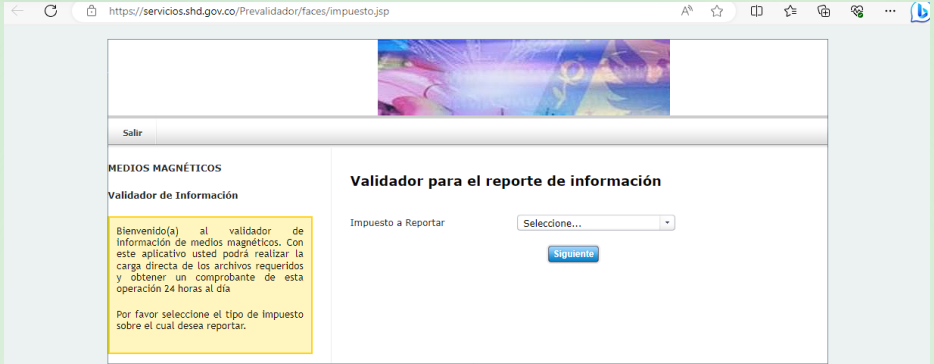 https://servicios.shd.gov.co/Prevalidador/faces/impuesto.jsp
Salir
MEDIOS MAGNÉTICOS
Validador de Información
Bienvenido(a) al validador de
información de medios magnéticos. Con
este aplicativo usted podrá realizar la
carga directa de los archivos requeridos
y obtener un comprobante de esta
operación 24 horas al día
Por favor seleccione el tipo de impuesto
sobre el cual desea reportar.
Validador para el reporte de información
Impuesto a Reportar
Seleccione...
Siguiente